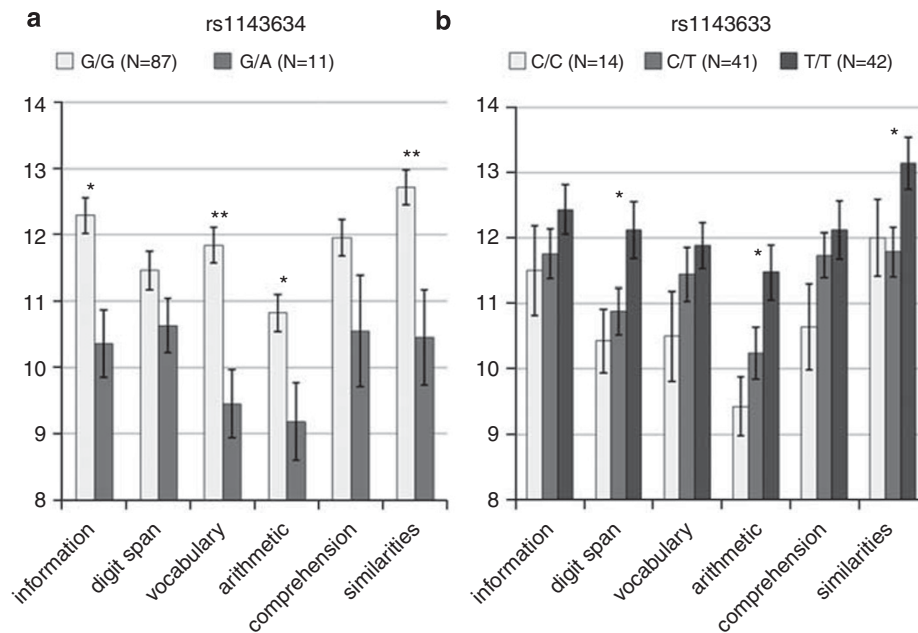 a
rs1143634
G/G (N=87) G/A (N=11)
14
13
12
11
10
9
8
* ** * **
information
digit span
vocabulary
arithmetic
comprehension
similarities
b
rs1143633
C/C (N=14) C/T (N=41) T/T (N=42)
14
13
12
11
10
9
8
* * *
information
digit span
vocabulary
arithmetic
comprehension
similarities